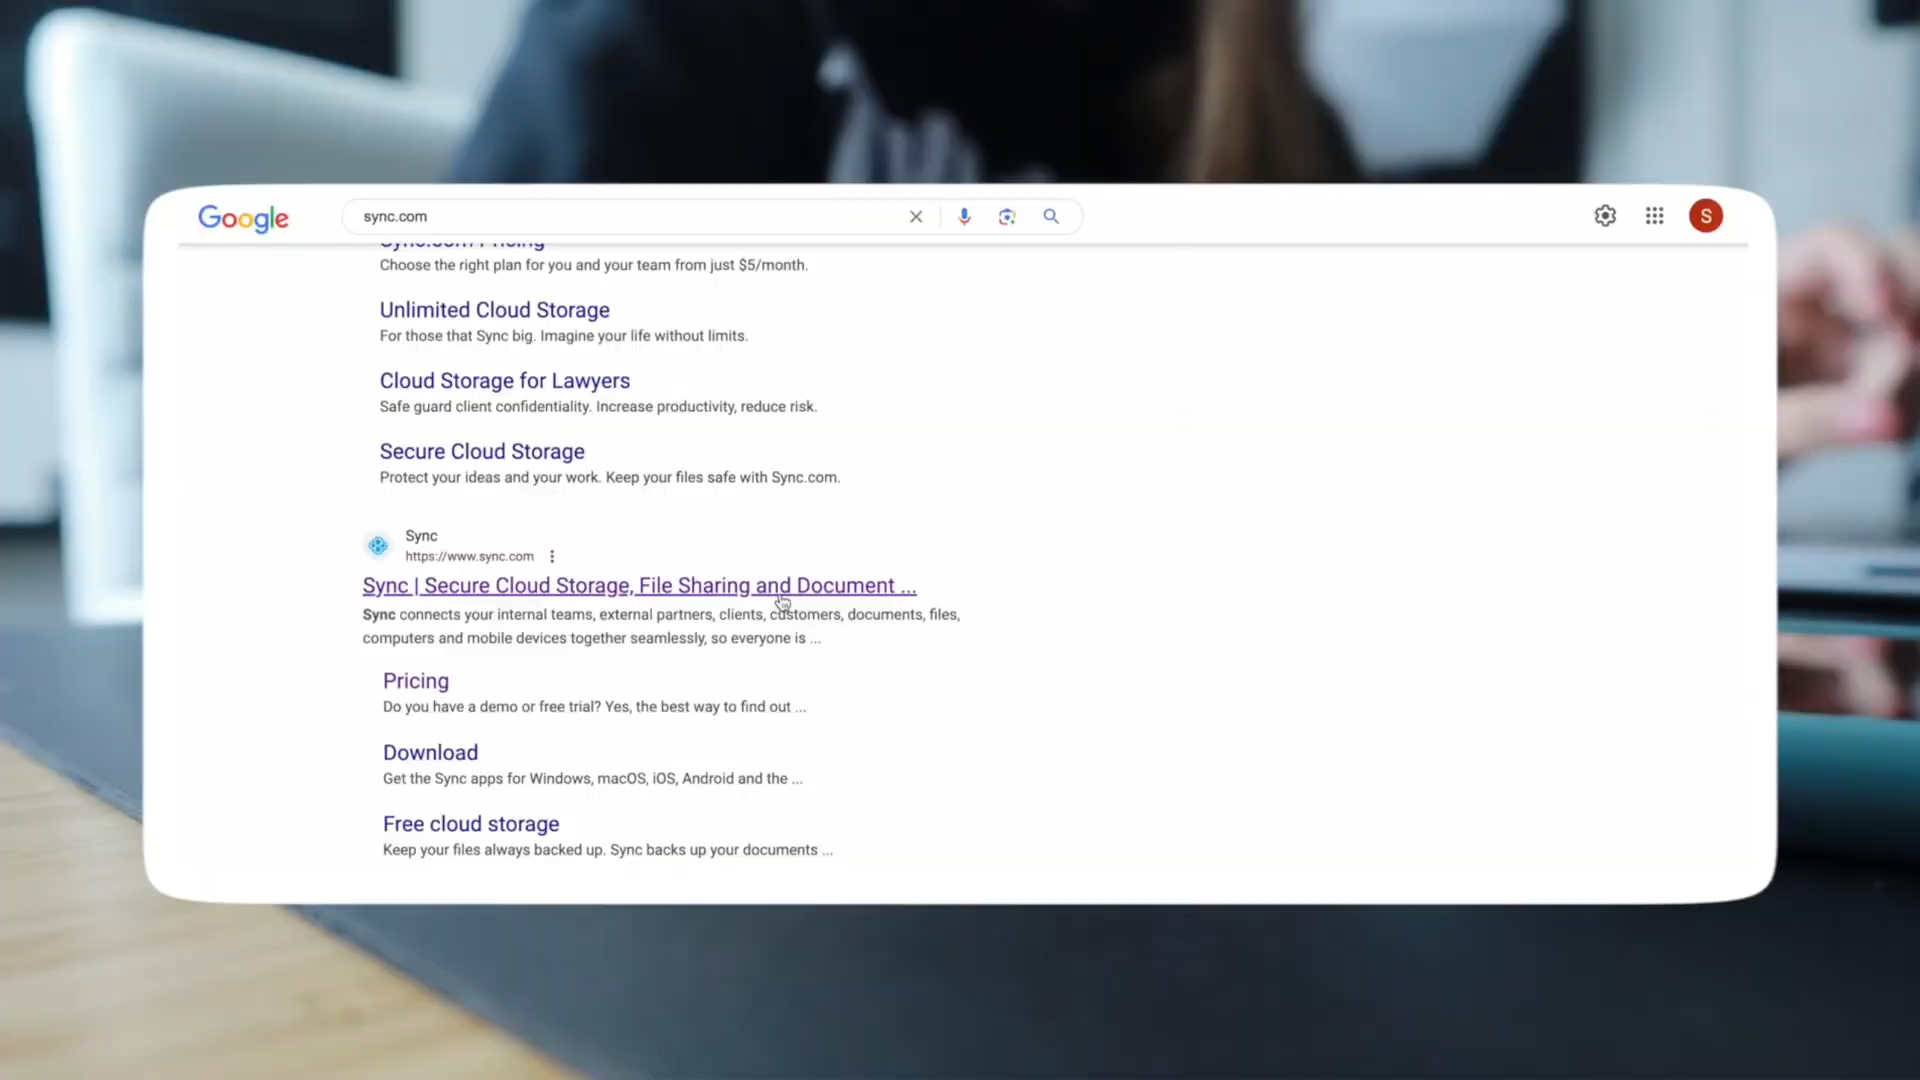 Google
sync.com
S
Sync.com Pricing
Choose the right plan for you and your team from just $5/month.
Unlimited Cloud Storage
For those that Sync big. Imagine your life without limits.
Cloud Storage for Lawyers
Safe guard client confidentiality. Increase productivity, reduce risk.
Secure Cloud Storage
Protect your ideas and your work. Keep your files safe with Sync.com.
Sync
https://www.sync.com
Sync | Secure Cloud Storage, File Sharing and Document ...
Sync connects your internal teams, external partners, clients, customers, documents, files,
computers and mobile devices together seamlessly, so everyone is ...
Pricing
Do you have a demo or free trial? Yes, the best way to find out ...
Download
Get the Sync apps for Windows, macOS, iOS, Android and the ...
Free cloud storage
Keep your files always backed up. Sync backs up your documents ...